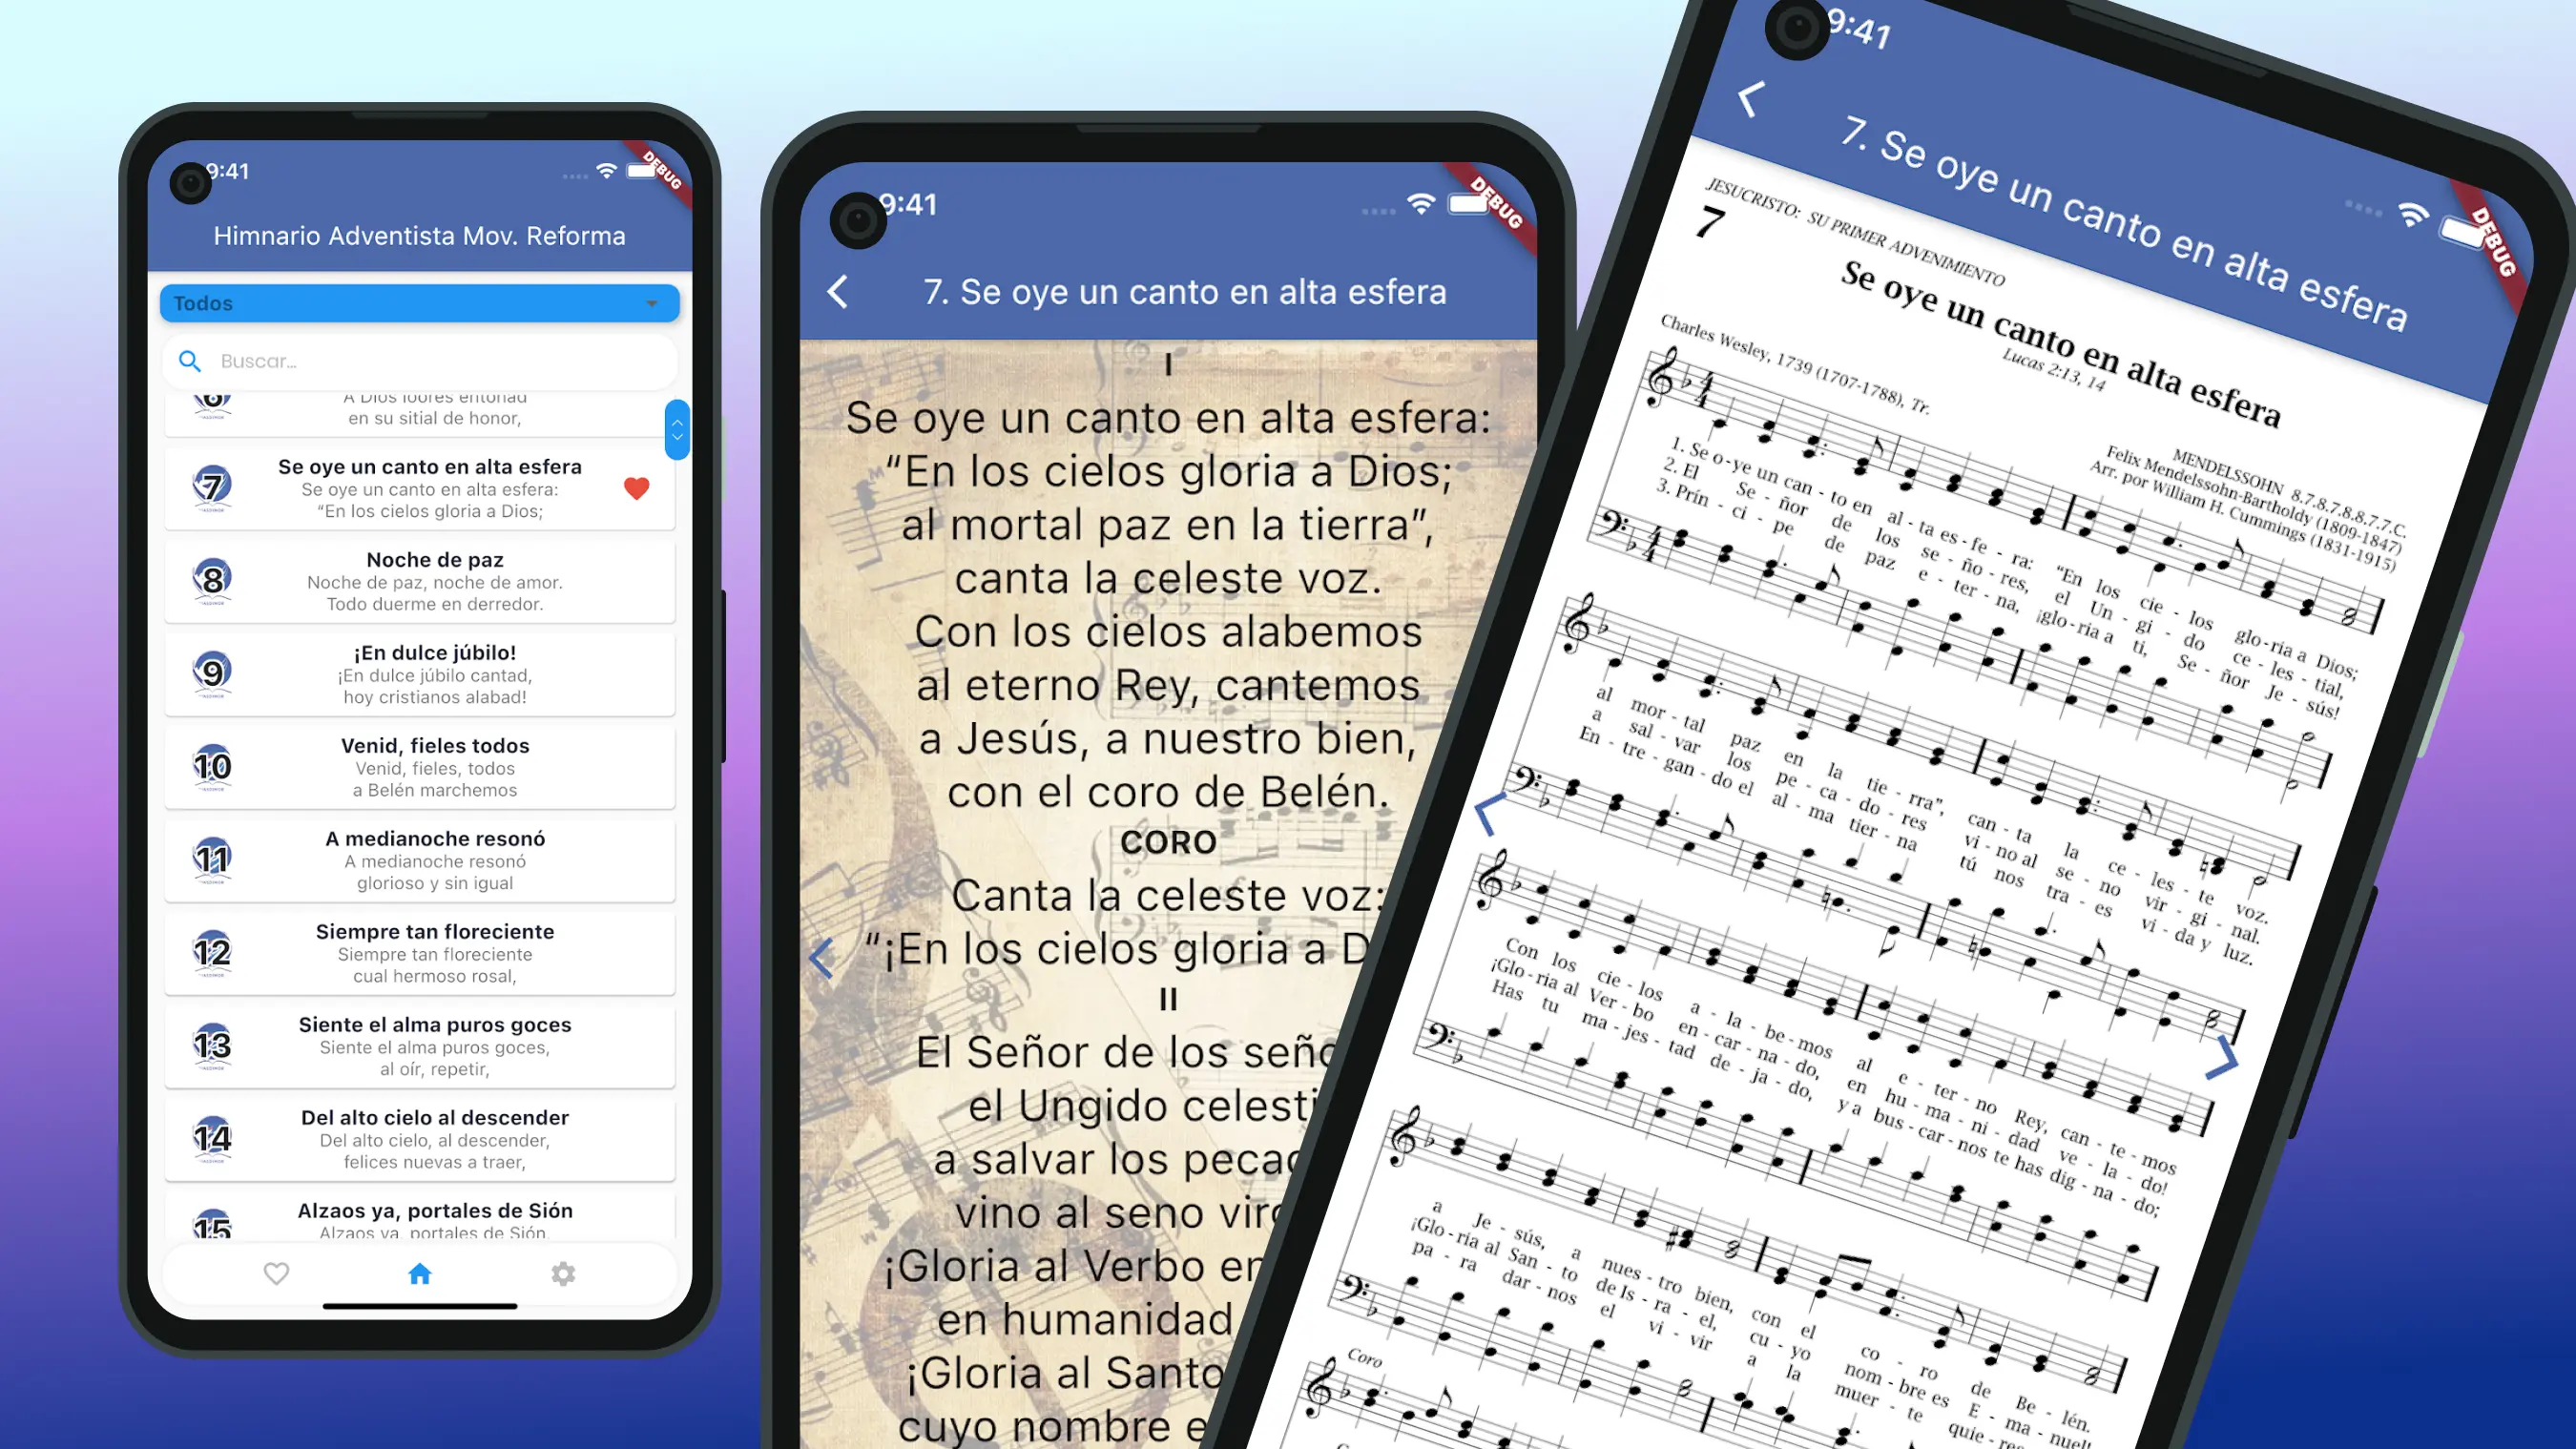 9:41
DEBUG
Himnario Adventista Mov. Reforma
Todos
Buscar...
6
A Dios loores entonad
en su sitial de honor,
7
Se oye un canto en alta esfera
Se oye un canto en alta esfera:
“En los cielos gloria a Dios;
8
Noche de paz
Noche de paz, noche de amor.
Todo duerme en derredor.
9
¡En dulce júbilo!
¡En dulce júbilo cantad,
hoy cristianos alabad!
10
Venid, fieles todos
Venid, fieles, todos
a Belén marchemos
11
A medianoche resonó
A medianoche resonó
glorioso y sin igual
12
Siempre tan floreciente
Siempre tan floreciente
cual hermoso rosal,
13
Siente el alma puros goces
Siente el alma puros goces,
al oír, repetir,
14
Del alto cielo al descender
Del alto cielo, al descender,
felices nuevas a traer,
15
Alzaos ya, portales de Sión
Alzaos ya, portales de Sión,
9:41
DEBUG
7. Se oye un canto en alta esfera
I
Se oye un canto en alta esfera:
“En los cielos gloria a Dios;
al mortal paz en la tierra”,
canta la celeste voz.
Con los cielos alabemos
al eterno Rey, cantemos
a Jesús, a nuestro bien,
con el coro de Belén.
CORO
Canta la celeste voz:
“¡En los cielos gloria a D
II
El Señor de los seño
el Ungido celesti
a salvar los pecad
vino al seno virg
¡Gloria al Verbo en
en humanidad
¡Gloria al Santo
cuyo nombre e
9:41
DEBUG
7. Se oye un canto en alta esfera
JESUCRISTO: SU PRIMER ADVENIMIENTO
7
Se oye un canto en alta esfera
Lucas 2:13, 14
Charles Wesley, 1739 (1707-1788), Tr.
MENDELSSOHN 8.7.8.7.8.8.7.7.C.
Felix Mendelssohn-Bartholdy (1809-1847)
Arr. por William H. Cummings (1831-1915)
1. Se o - ye un can - to en al - ta es - fe - ra: “En los cie - los glo - ria a Dios;
2. El Se - ñor de los se - ño - res, el Un - gi - do ce - les - tial,
3. Prín - ci - pe de paz e - ter - na, ¡glo - ria a ti, Se - ñor Je - sús!
al mor - tal paz en la tie - rra”, can - ta la ce - les - te voz.
a sal - var los pe - ca - do - res vi - no al se - no vir - gi - nal.
En - tre - gan - do el al - ma tier - na tú nos tra - es vi - da y luz.
Con los cie - los a - la - be - mos al e - ter - no Rey, can - te - mos
¡Glo - ria al Ver - bo en - car - na - do, en hu - ma - ni - dad ve - la - do!
Has tu ma - jes - tad de - ja - do, y a bus - car - nos te has dig - na - do;
a Je - sús, a nues - tro bien, con el co - ro de Be - lén.
¡Glo - ria al San - to de Is - ra - el, cu - yo nom - bre es E - ma - nuel!
pa - ra dar - nos el vi - vir a la muer - te quie - res
Coro